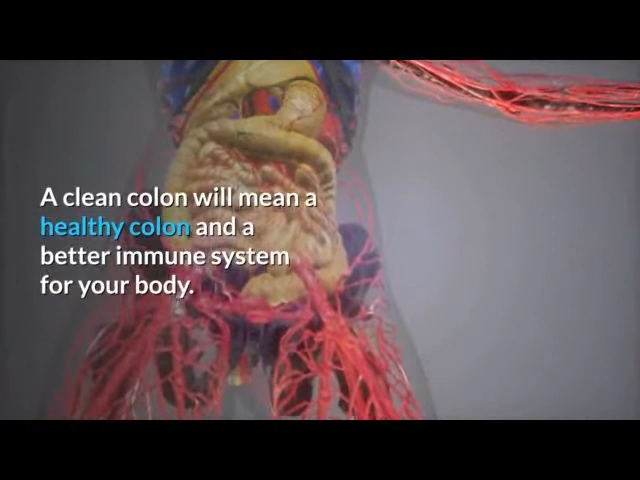 A clean colon will mean a
healthy colon and a
better immune system
for your body.